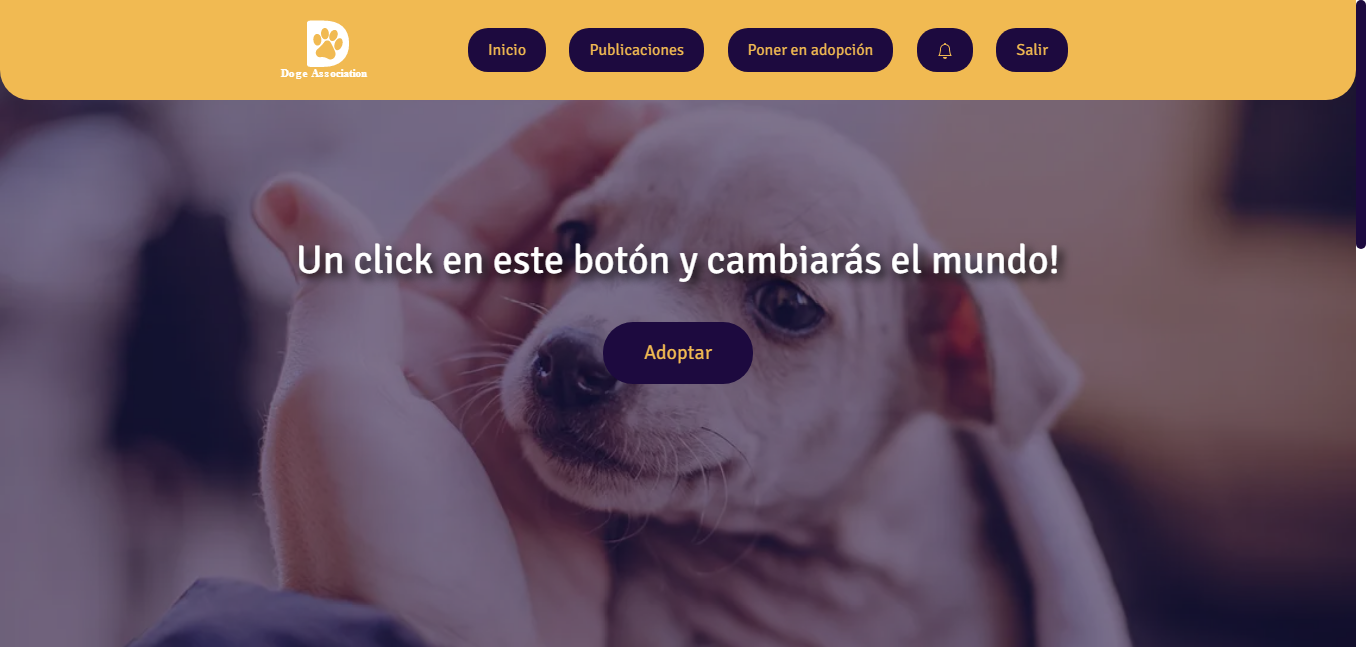 Doge Association
Inicio
Publicaciones
Poner en adopción
Salir
Un click en este botón y cambiarás el mundo!
Adoptar